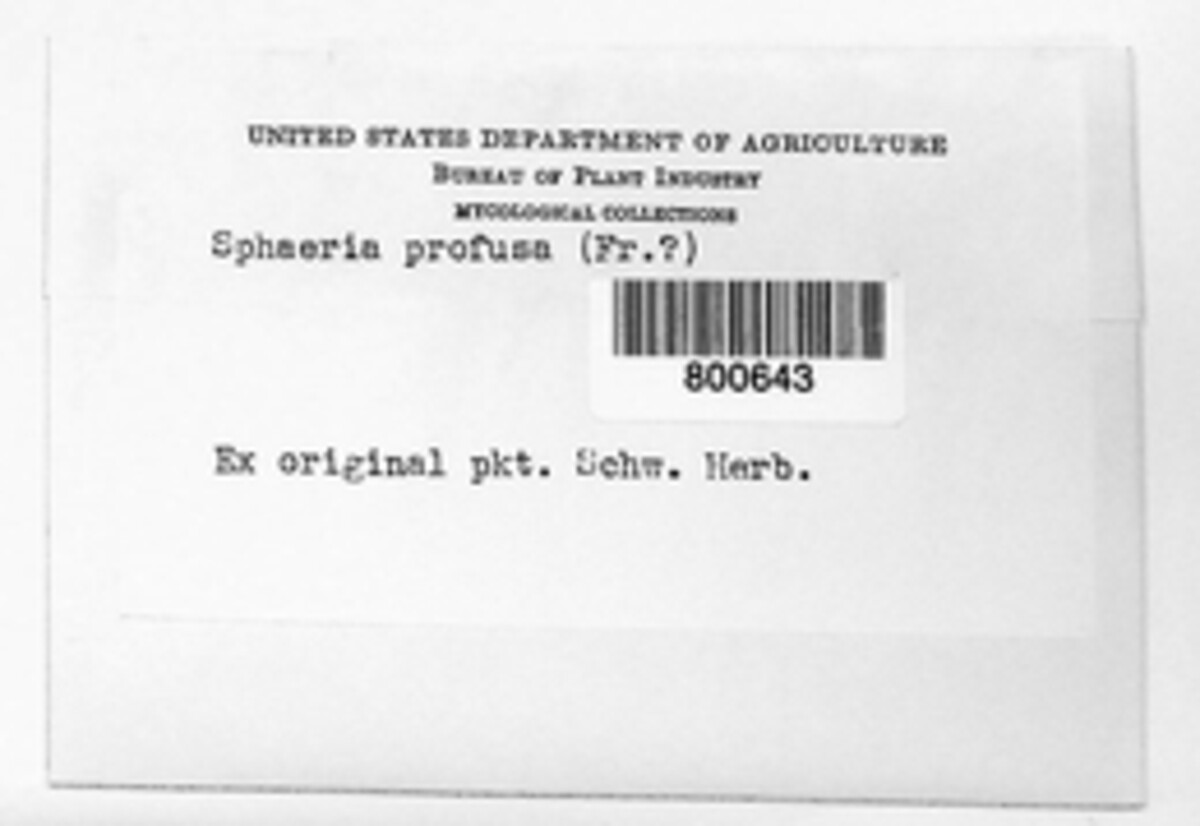 UNITED STATES DEPARTMENT OF AGRICULTURE
BUREAU OF PLANT INDUSTRY
MYCOLOGICAL COLLECTIONS
Sphaeria profusa (Fr.?)
800643
Ex original pkt. Schw. Herb.